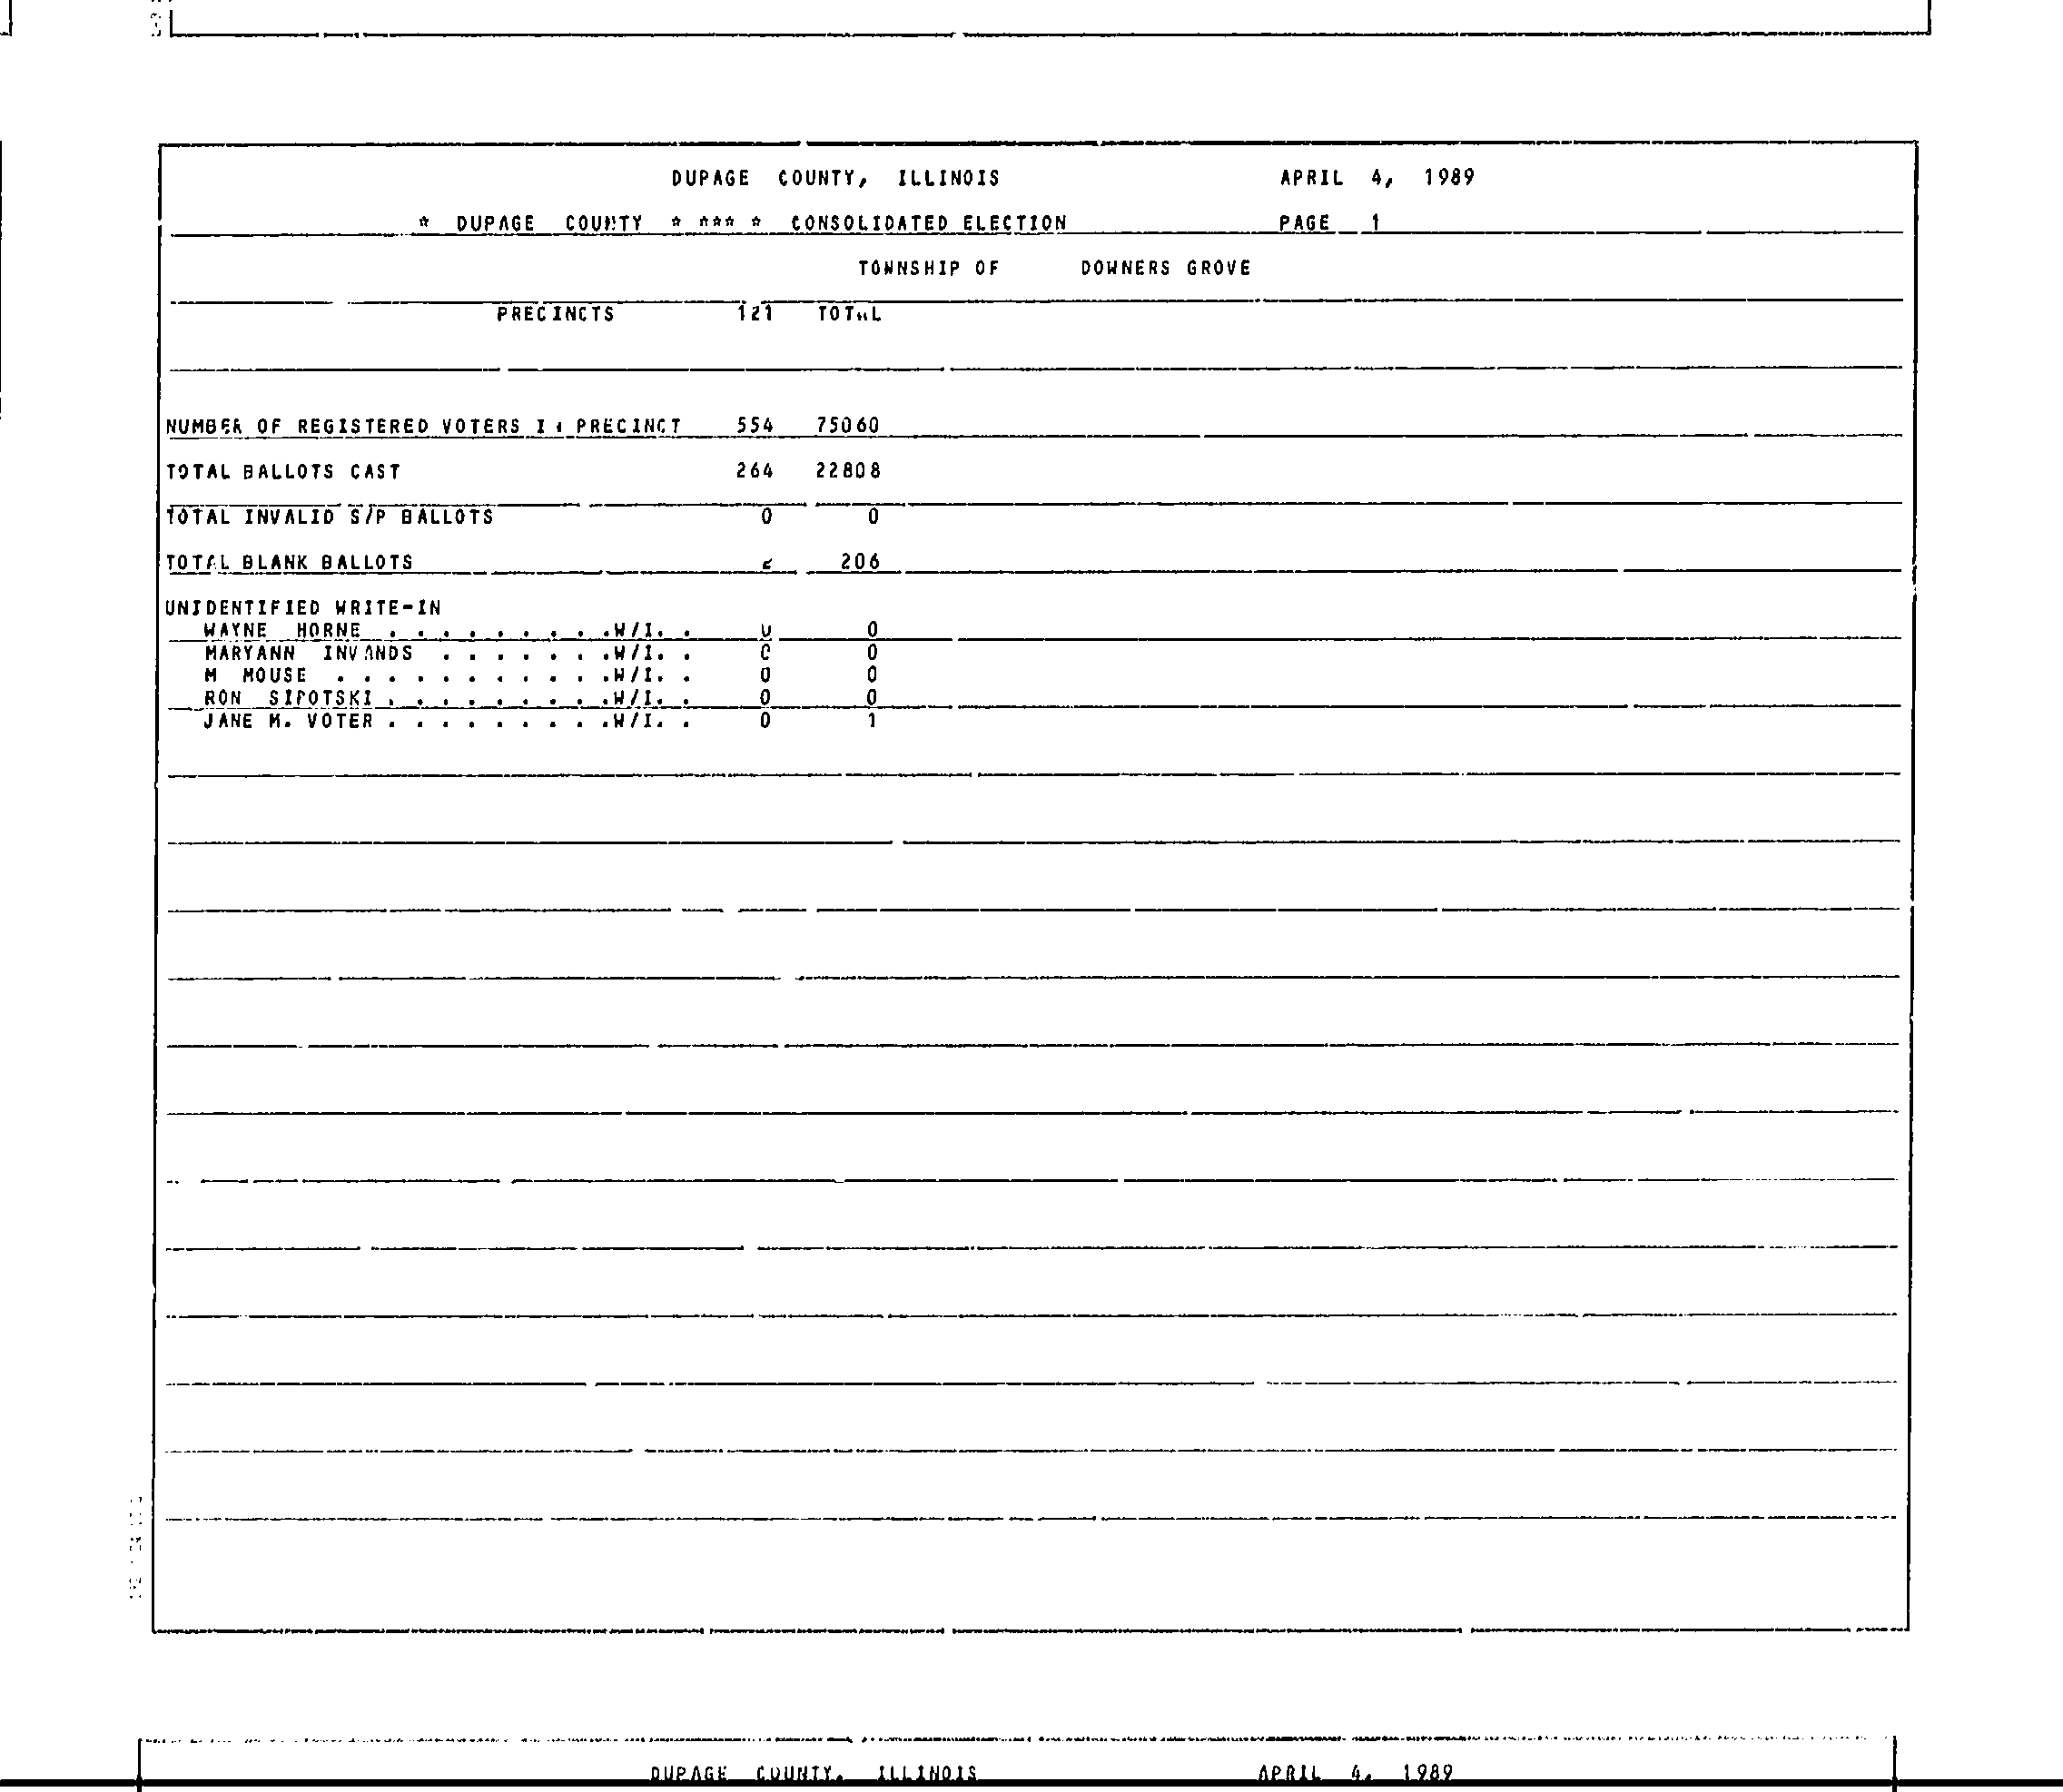 DUPAGE COUNTY, ILLINOIS APRIL 4, 1989
* DUPAGE COUNTY * *** * CONSOLIDATED ELECTION PAGE 1
TOWNSHIP OF DOWNERS GROVE
PRECINCTS 121 TOTAL
NUMBER OF REGISTERED VOTERS IN PRECINCT 554 75060
TOTAL BALLOTS CAST 264 22808
TOTAL INVALID S/P BALLOTS 0 0
TOTAL BLANK BALLOTS 206
UNIDENTIFIED WRITE-IN
WAYNE HORNE . . . . . . . . .W/I. . 0 0
MARYANN INVANDS . . . . . . .W/I. . 0 0
M MOUSE . . . . . . . . . . .W/I. . 0 0
RON . . . . . . . . .W/I. . 0 0
JANE M. VOTER . . . . . . . . .W/I. . 0 1
DUPAGE COUNTY, ILLINOIS APRIL 4, 1989